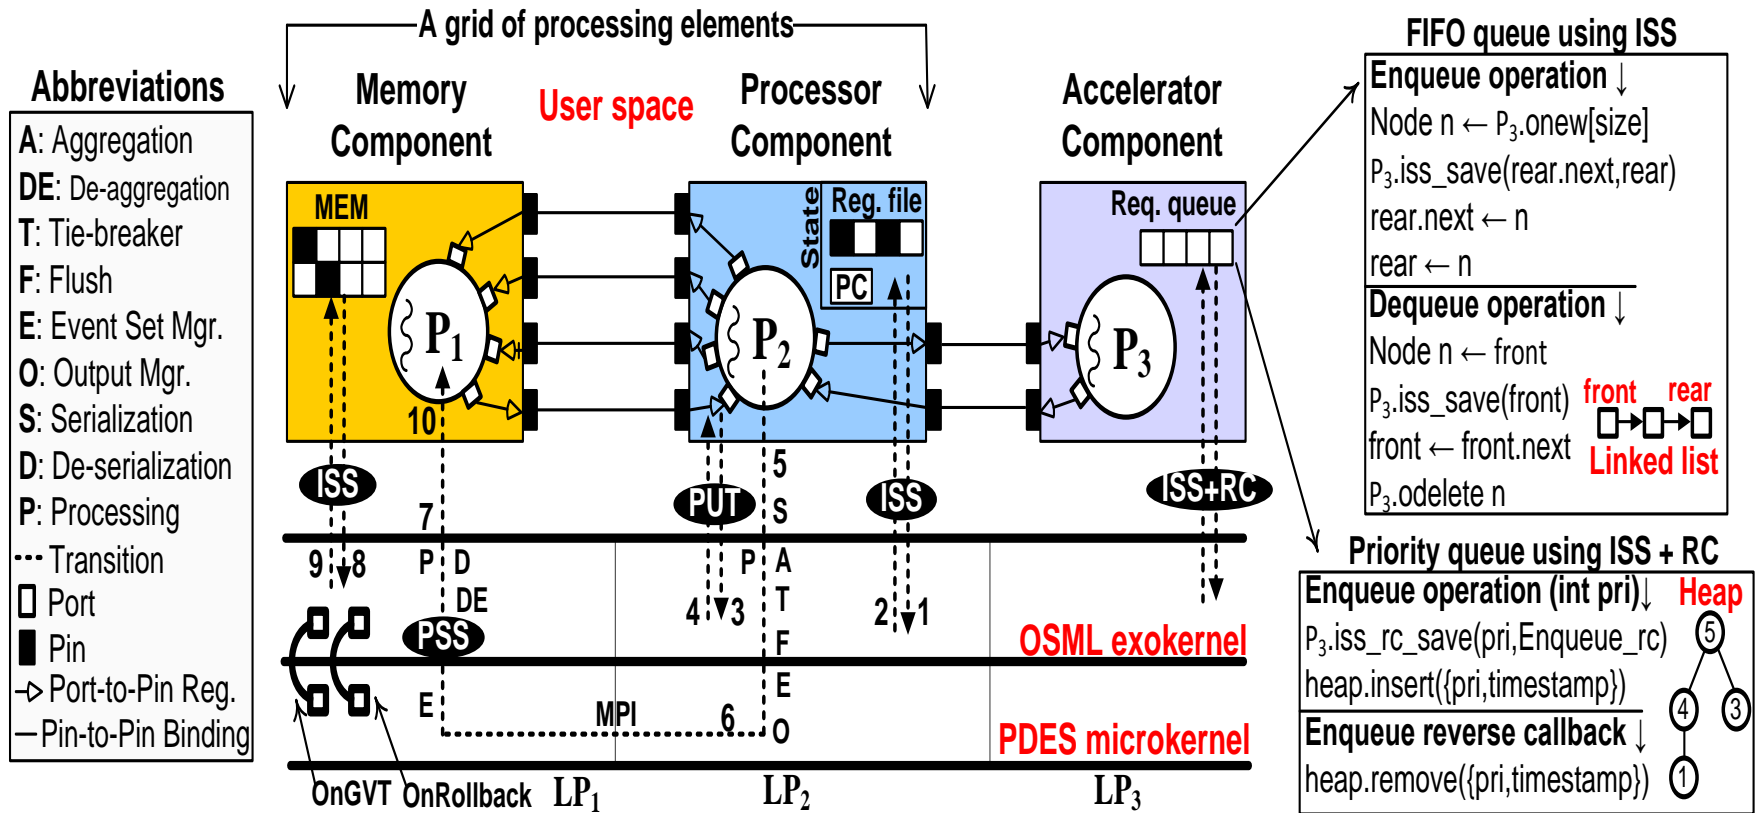 A grid of processing elements
Abbreviations
A: Aggregation
DE: De-aggregation
T: Tie-breaker
F: Flush
E: Event Set Mgr.
O: Output Mgr.
S: Serialization
D: De-serialization
P: Processing
Transition
Port
Pin
Port-to-Pin Reg.
Pin-to-Pin Binding
Memory
Component
User space
Processor
Component
Accelerator
Component
MEM
P1
10
State
Reg. file
PC
P2
Req. queue
P3
ISS
7
PUT
5
S
ISS
ISS+RC
9
8
P
D
DE
PSS
P
A
T
F
4
3
2
1
OSML exokernel
E
MPI
6
E
O
PDES microkernel
OnGVT
OnRollback
LP1
LP2
LP3
FIFO queue using ISS
Enqueue operation ↓
Node n ← P3.onew[size]
P3.iss_save(rear.next,rear)
rear.next ← n
rear ← n
Dequeue operation ↓
Node n ← front
P3.iss_save(front)
front ← front.next
P3.odelete n
front
rear
Linked list
Priority queue using ISS + RC
Enqueue operation (int pri)↓
P3.iss_rc_save(pri,Enqueue_rc)
heap.insert({pri,timestamp})
Enqueue reverse callback ↓
heap.remove({pri,timestamp})
Heap
5
4
3
1